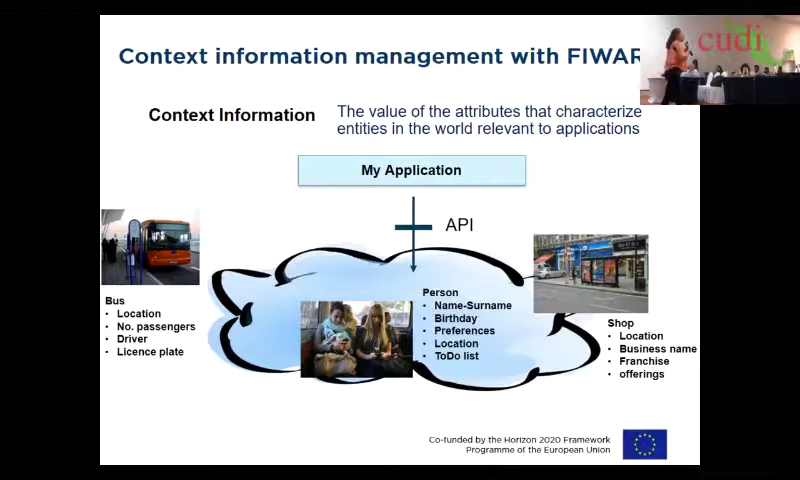 Context information management with FIWAR
cudi
Context Information
The value of the attributes that characterize
entities in the world relevant to applications
My Application
API
Bus
• Location
• No. passengers
• Driver
• Licence plate
Person
• Name-Surname
• Birthday
• Preferences
• Location
• ToDo list
Shop
• Location
• Business name
• Franchise
• offerings
Co-funded by the Horizon 2020 Framework
Programme of the European Union